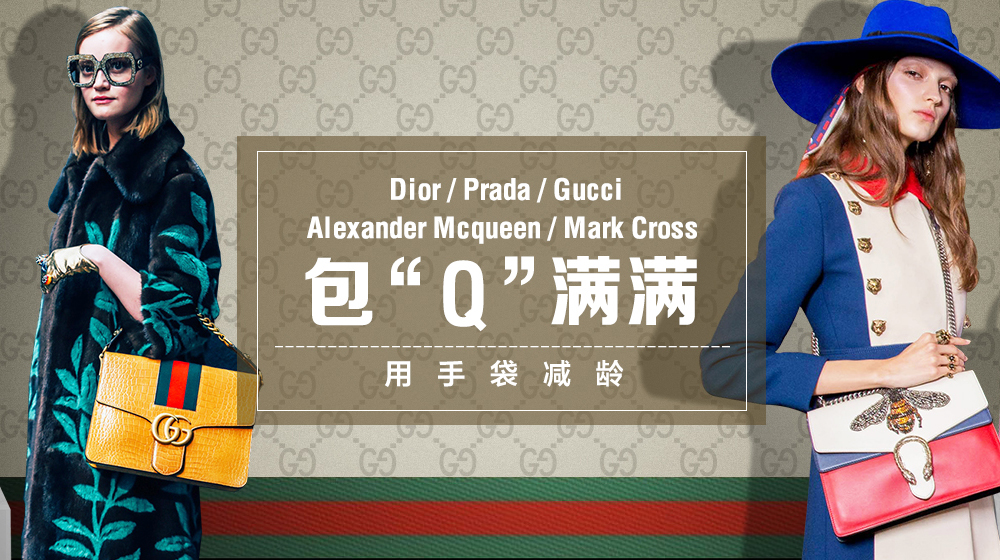 Dior / Prada / Gucci
Alexander Mcqueen / Mark Cross
包“Q”满满
用手袋减龄